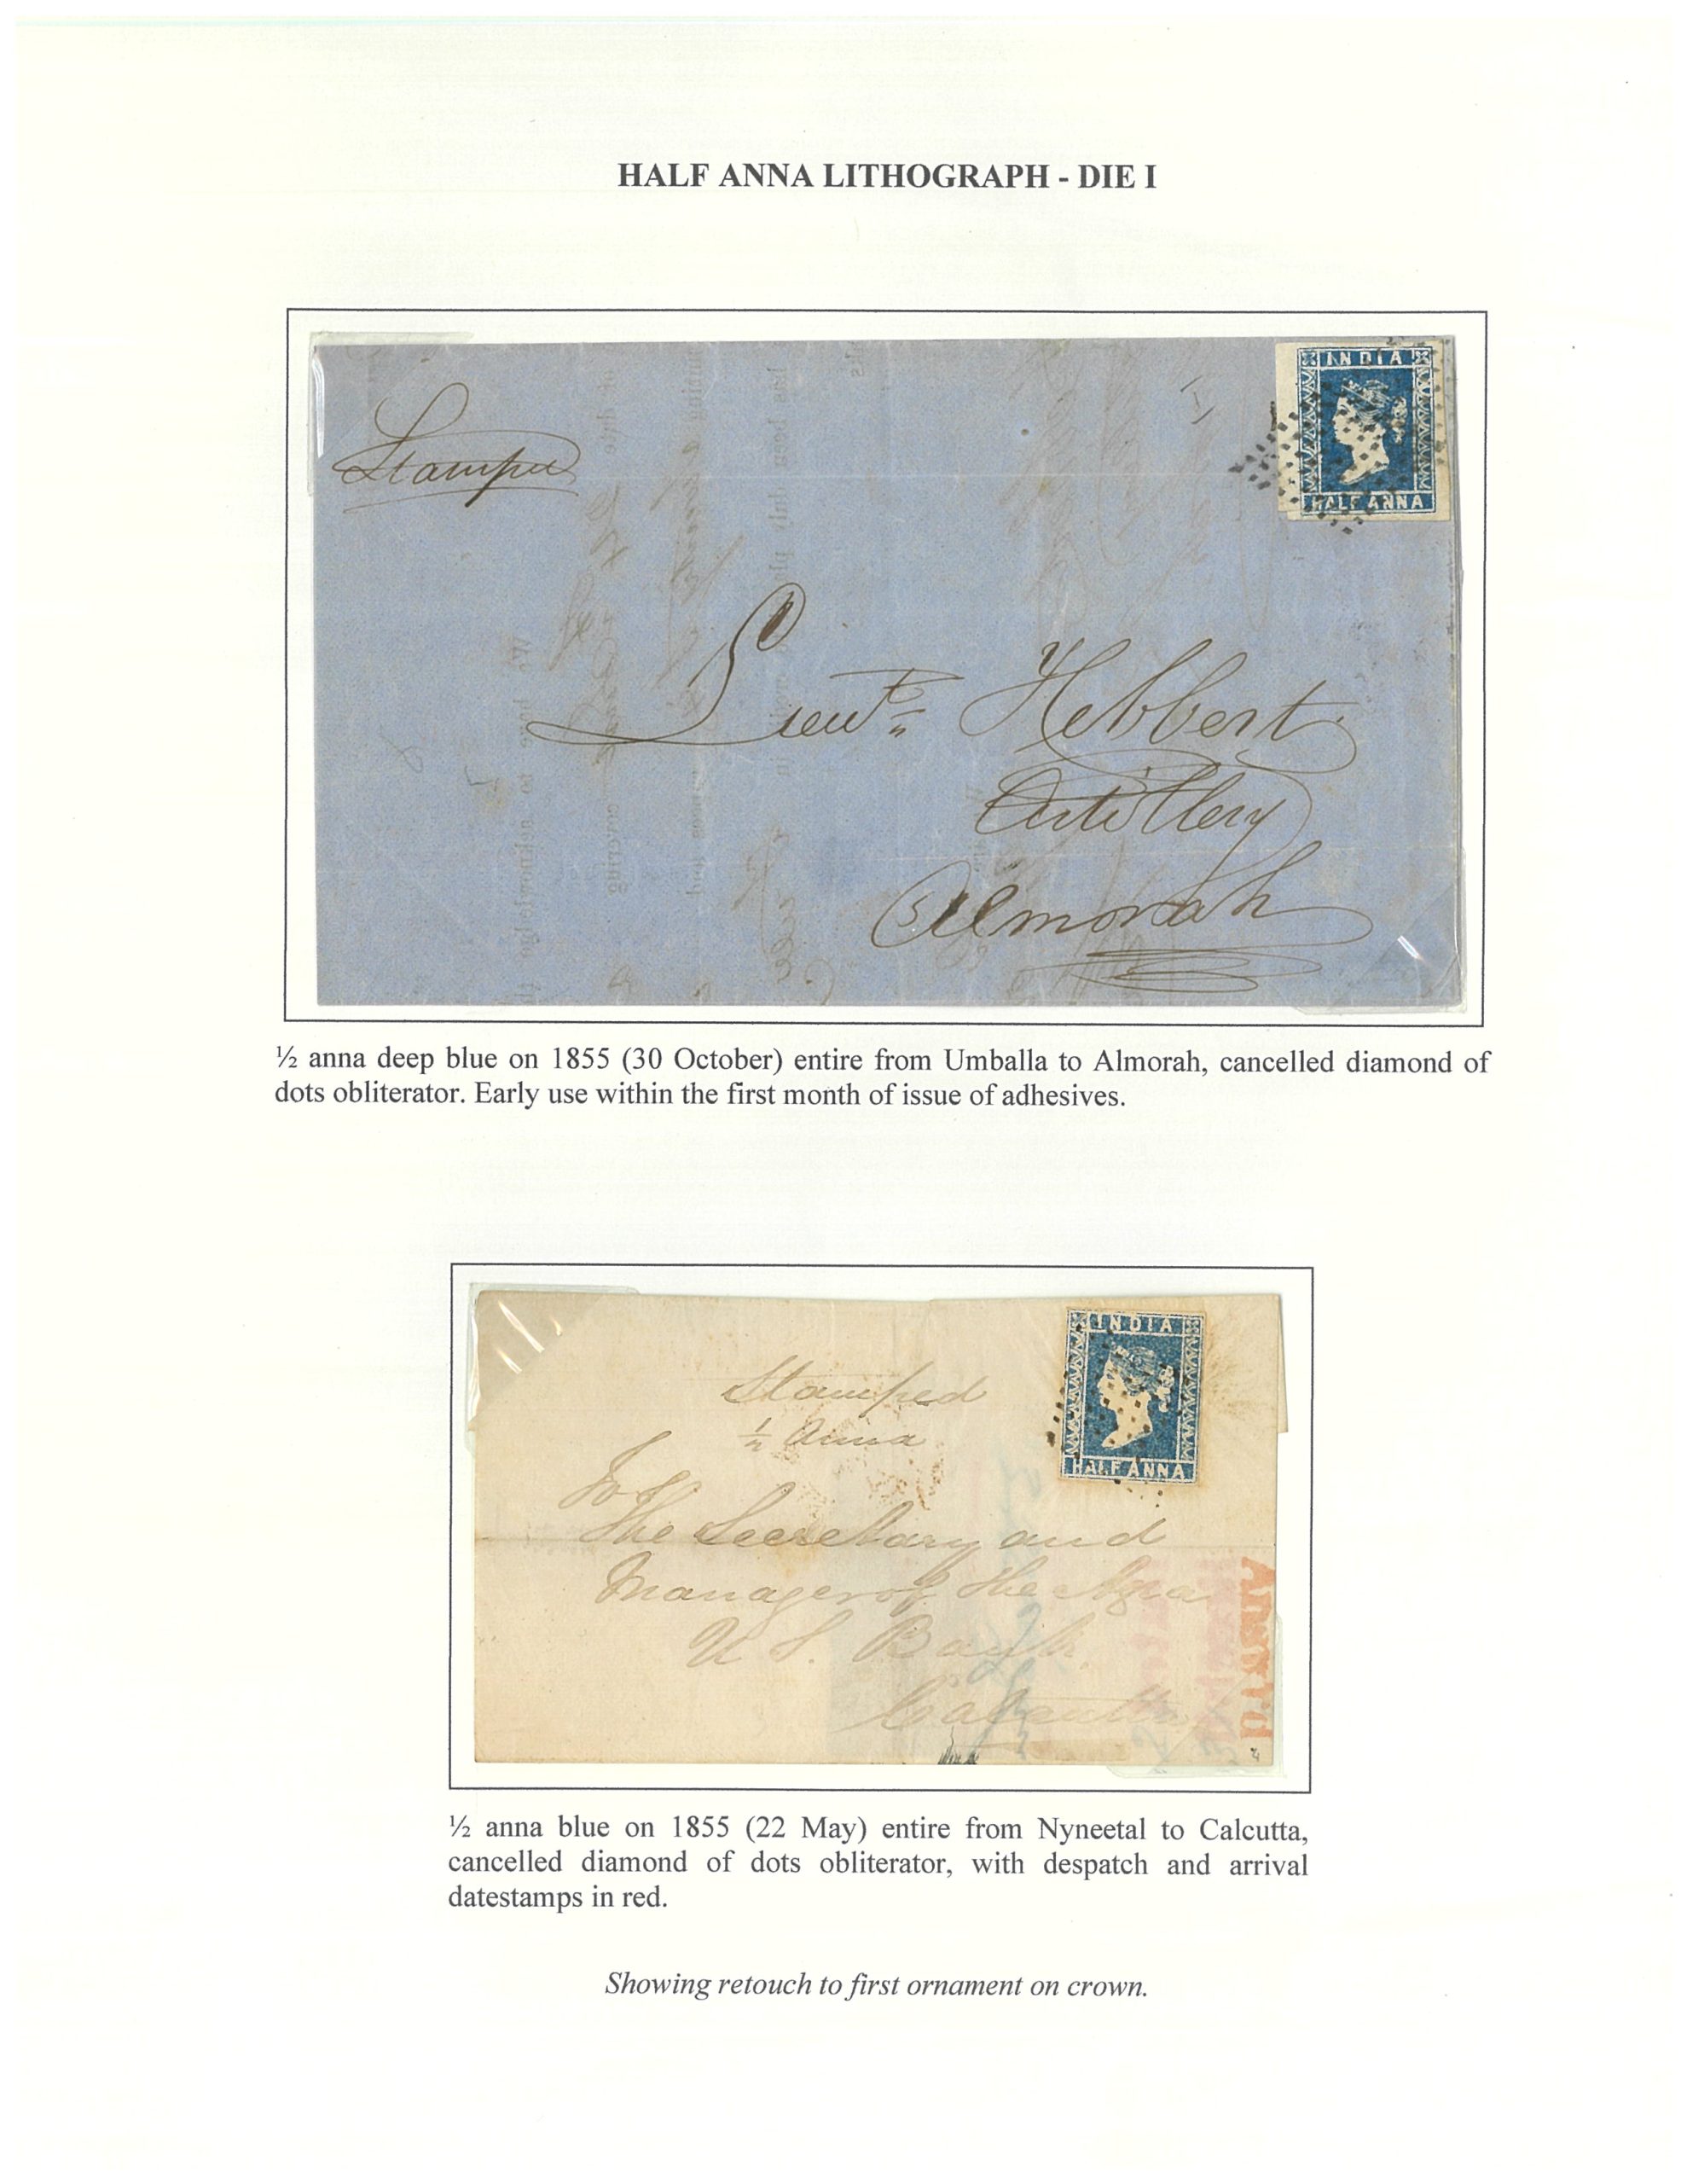 HALF ANNA LITHOGRAPH - DIE I
INDIA
HALF ANNA
Stamped
Lieut. Hebbert
Artillery
Almorah
½ anna deep blue on 1855 (30 October) entire from Umballa to Almorah, cancelled diamond of
dots obliterator. Early use within the first month of issue of adhesives.
INDIA
HALF ANNA
Stamped
½ Anna
To
The Secretary and
Manager of the Agra
U S. Bank
Calcutta
½ anna blue on 1855 (22 May) entire from Nyneetal to Calcutta,
cancelled diamond of dots obliterator, with despatch and arrival
datestamps in red.
Showing retouch to first ornament on crown.